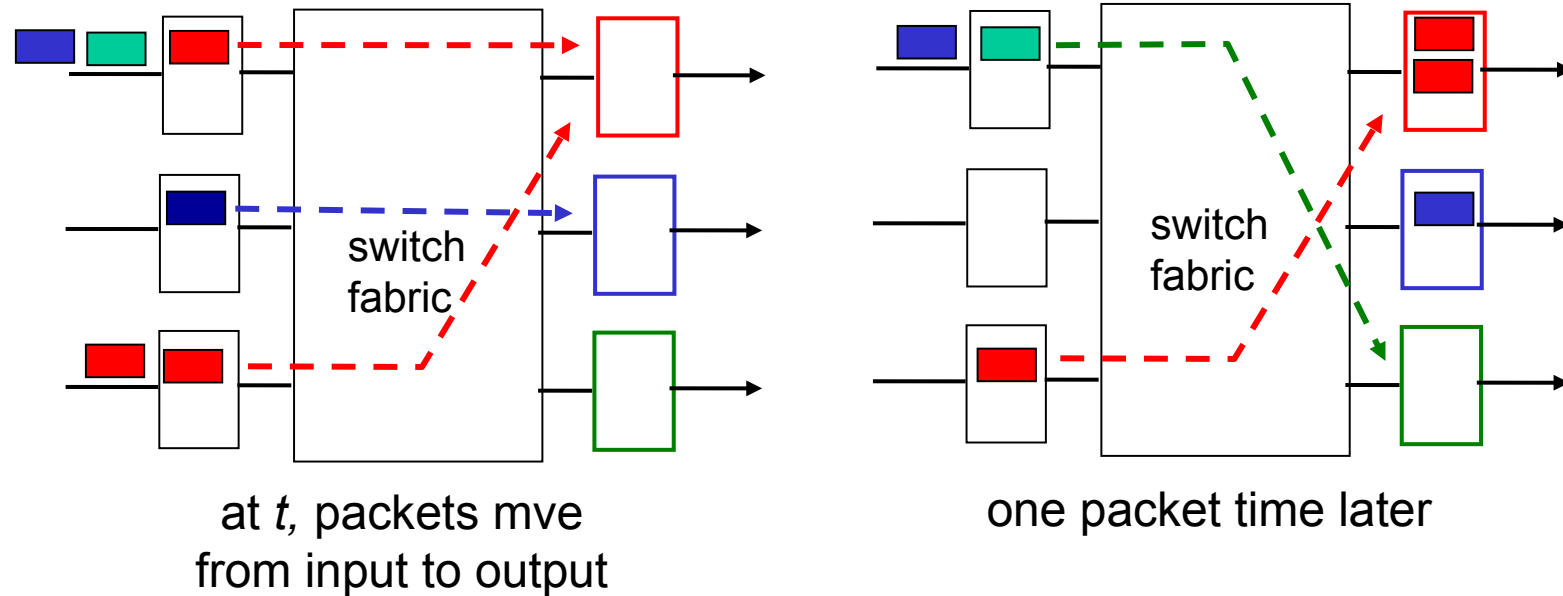 switch
fabric
at t, packets mve
from input to output
switch
fabric
one packet time later